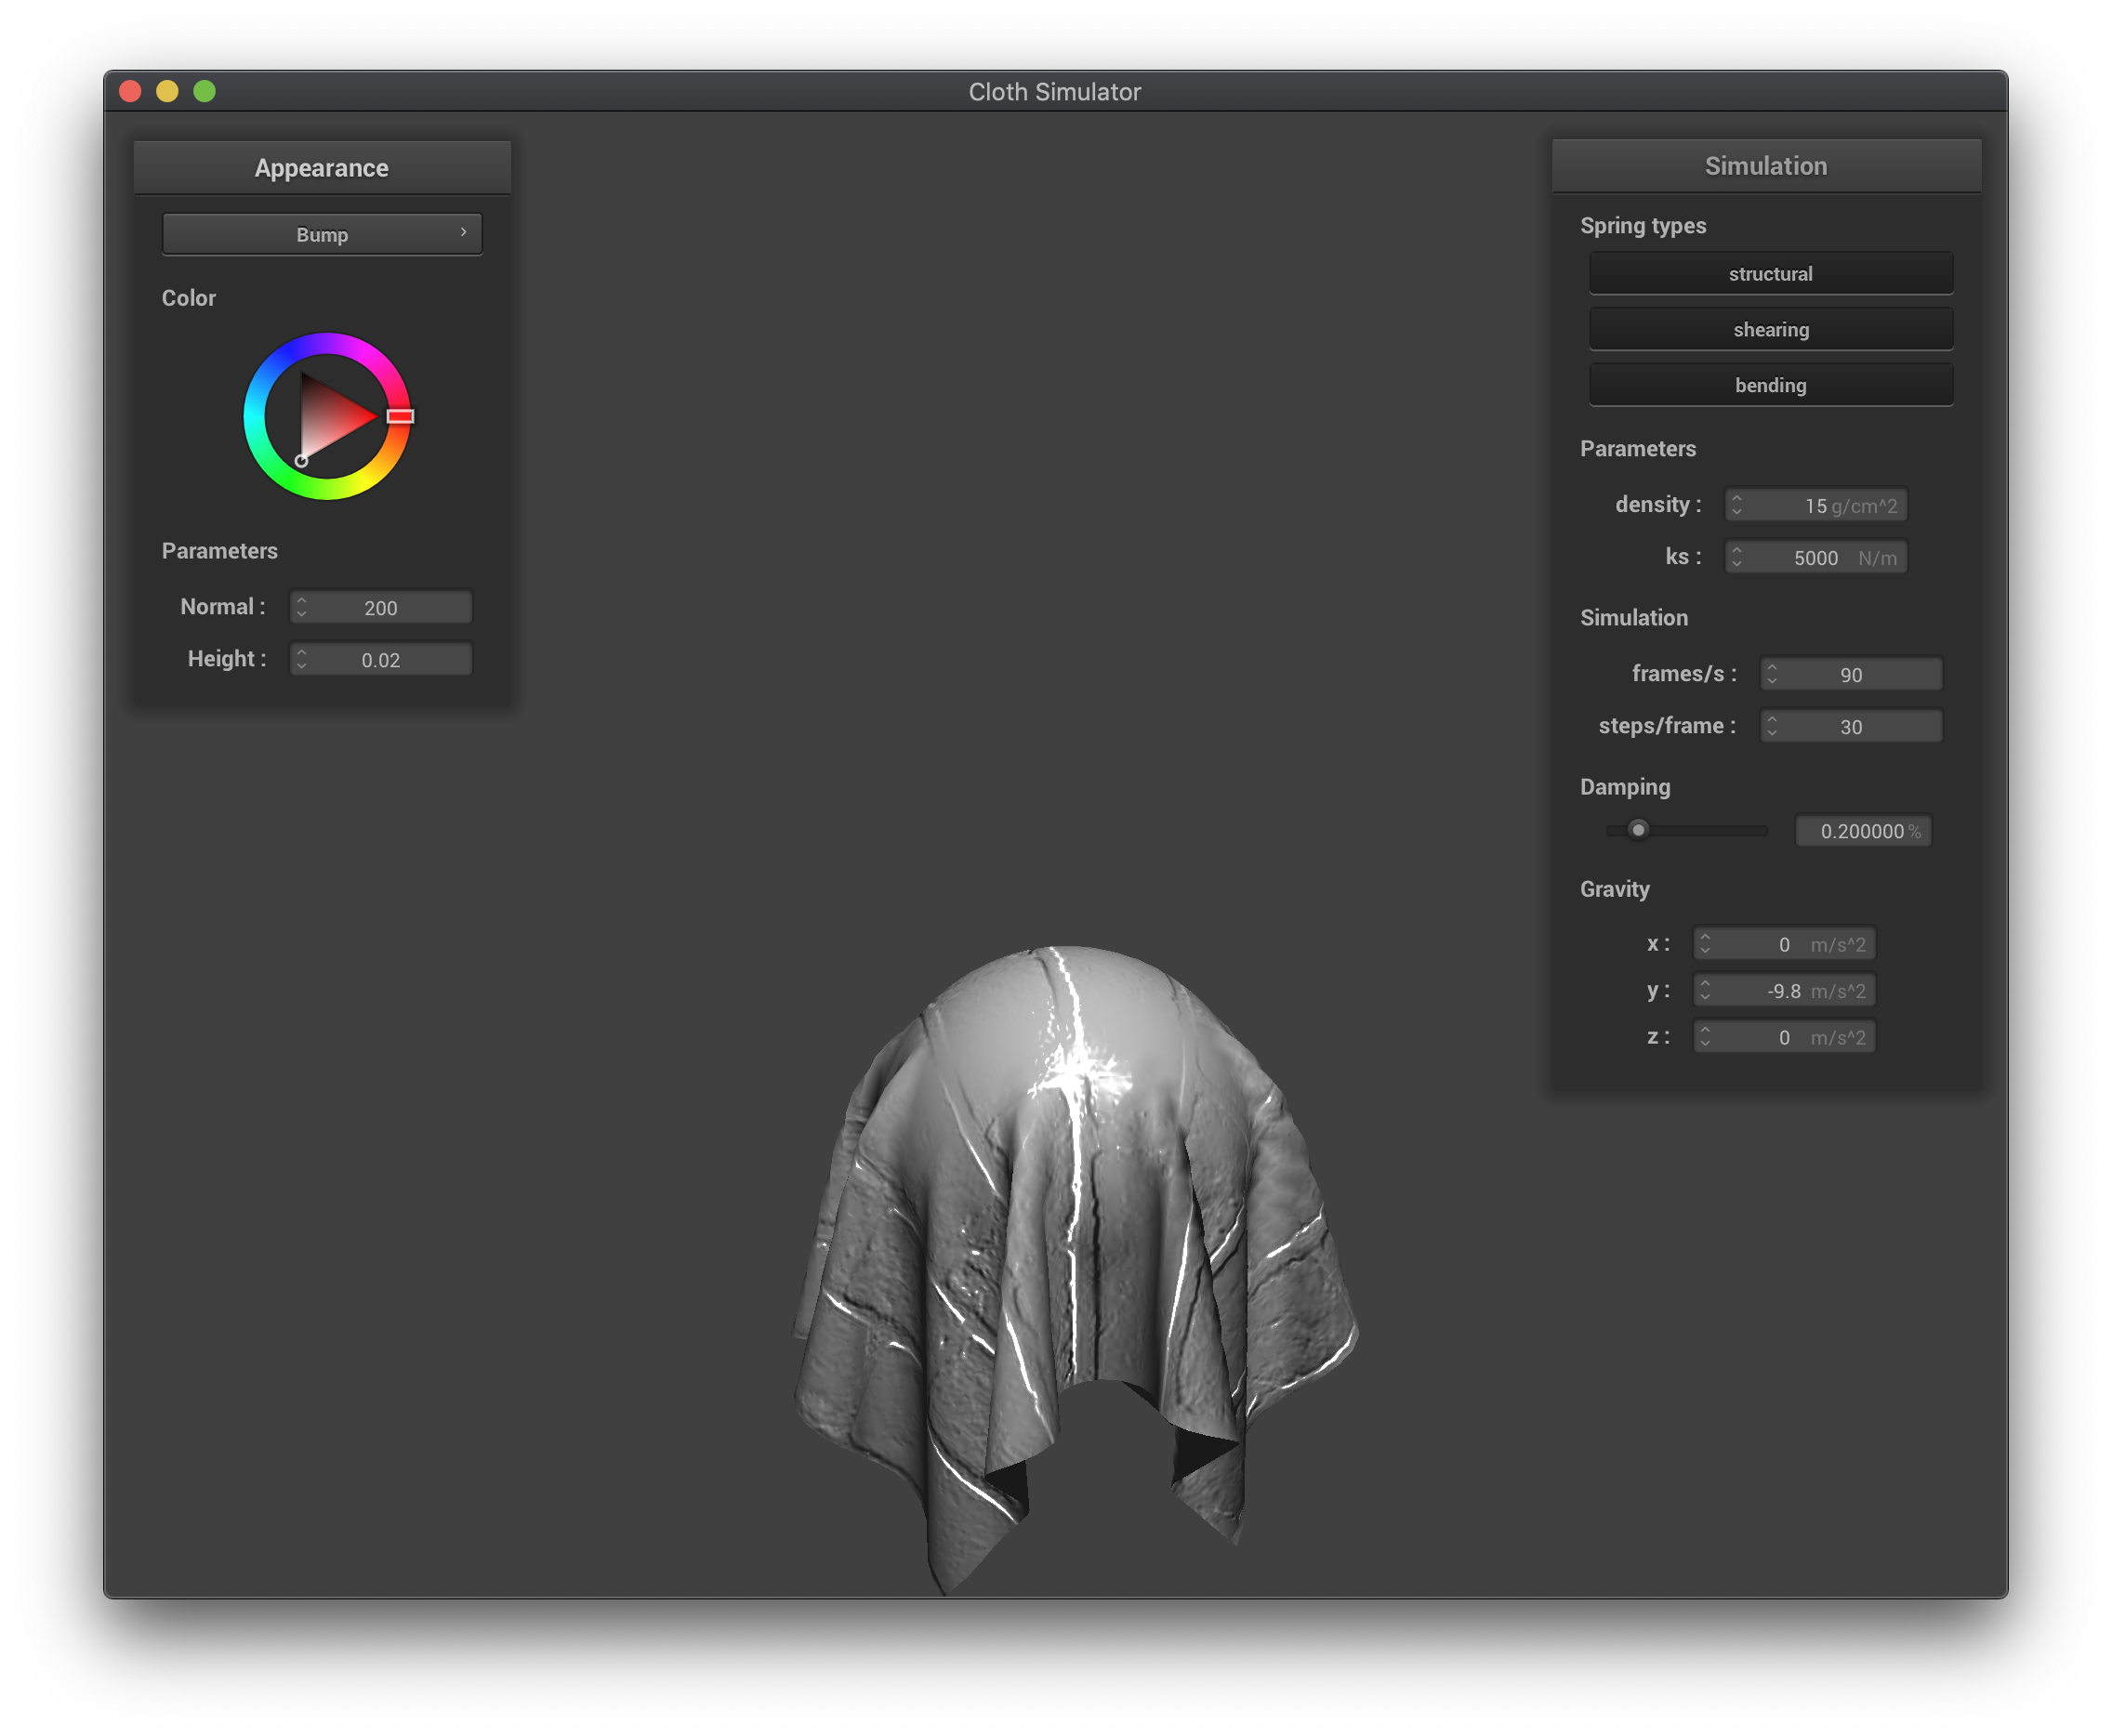 Cloth Simulator
Appearance
Bump
Color
Parameters
Normal : 200
Height : 0.02
Simulation
Spring types
structural
shearing
bending
Parameters
density : 15 g/cm^2
ks : 5000 N/m
Simulation
frames/s : 90
steps/frame : 30
Damping
0.200000 %
Gravity
x : 0 m/s^2
y : -9.8 m/s^2
z : 0 m/s^2